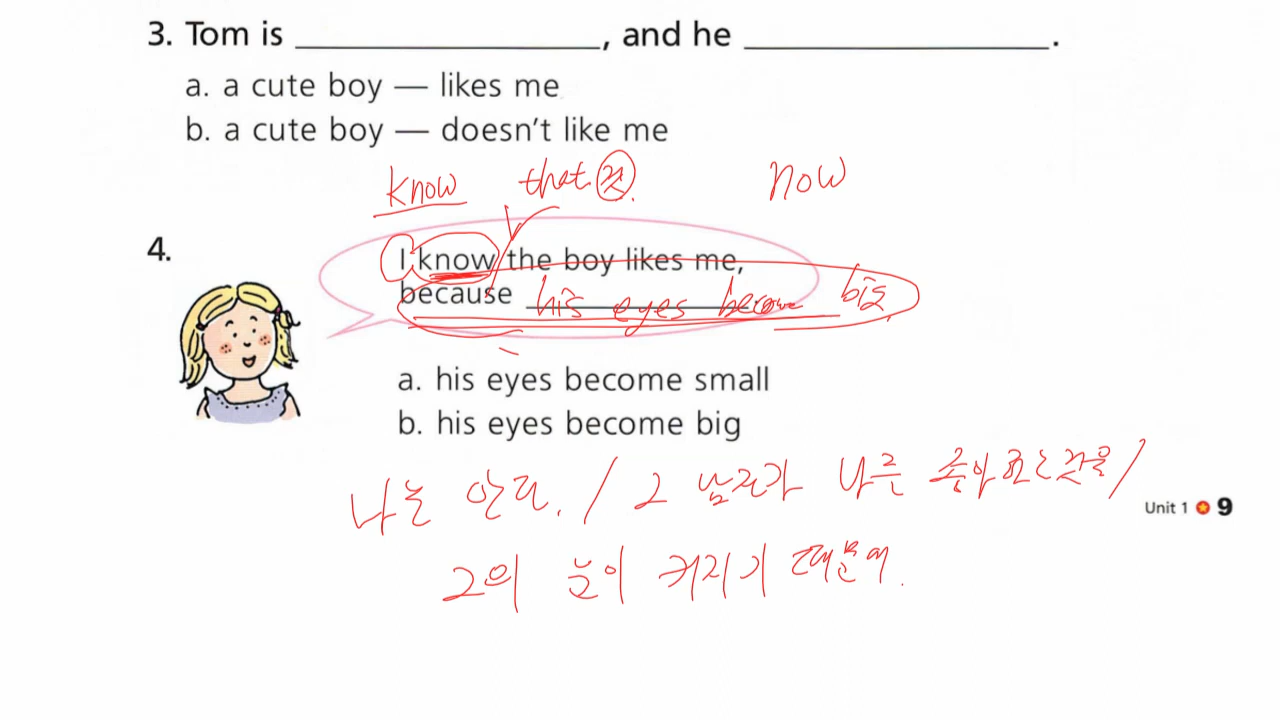 3. Tom is ____________, and he ____________.
a. a cute boy — likes me
b. a cute boy — doesn't like me
know that 것. now
4. I know the boy likes me,
because his eyes become big
a. his eyes become small
b. his eyes become big
나는 안다. / 그 남자가 나를 좋아하는것을 /
Unit 1 9
그의 눈이 커지기 때문에.